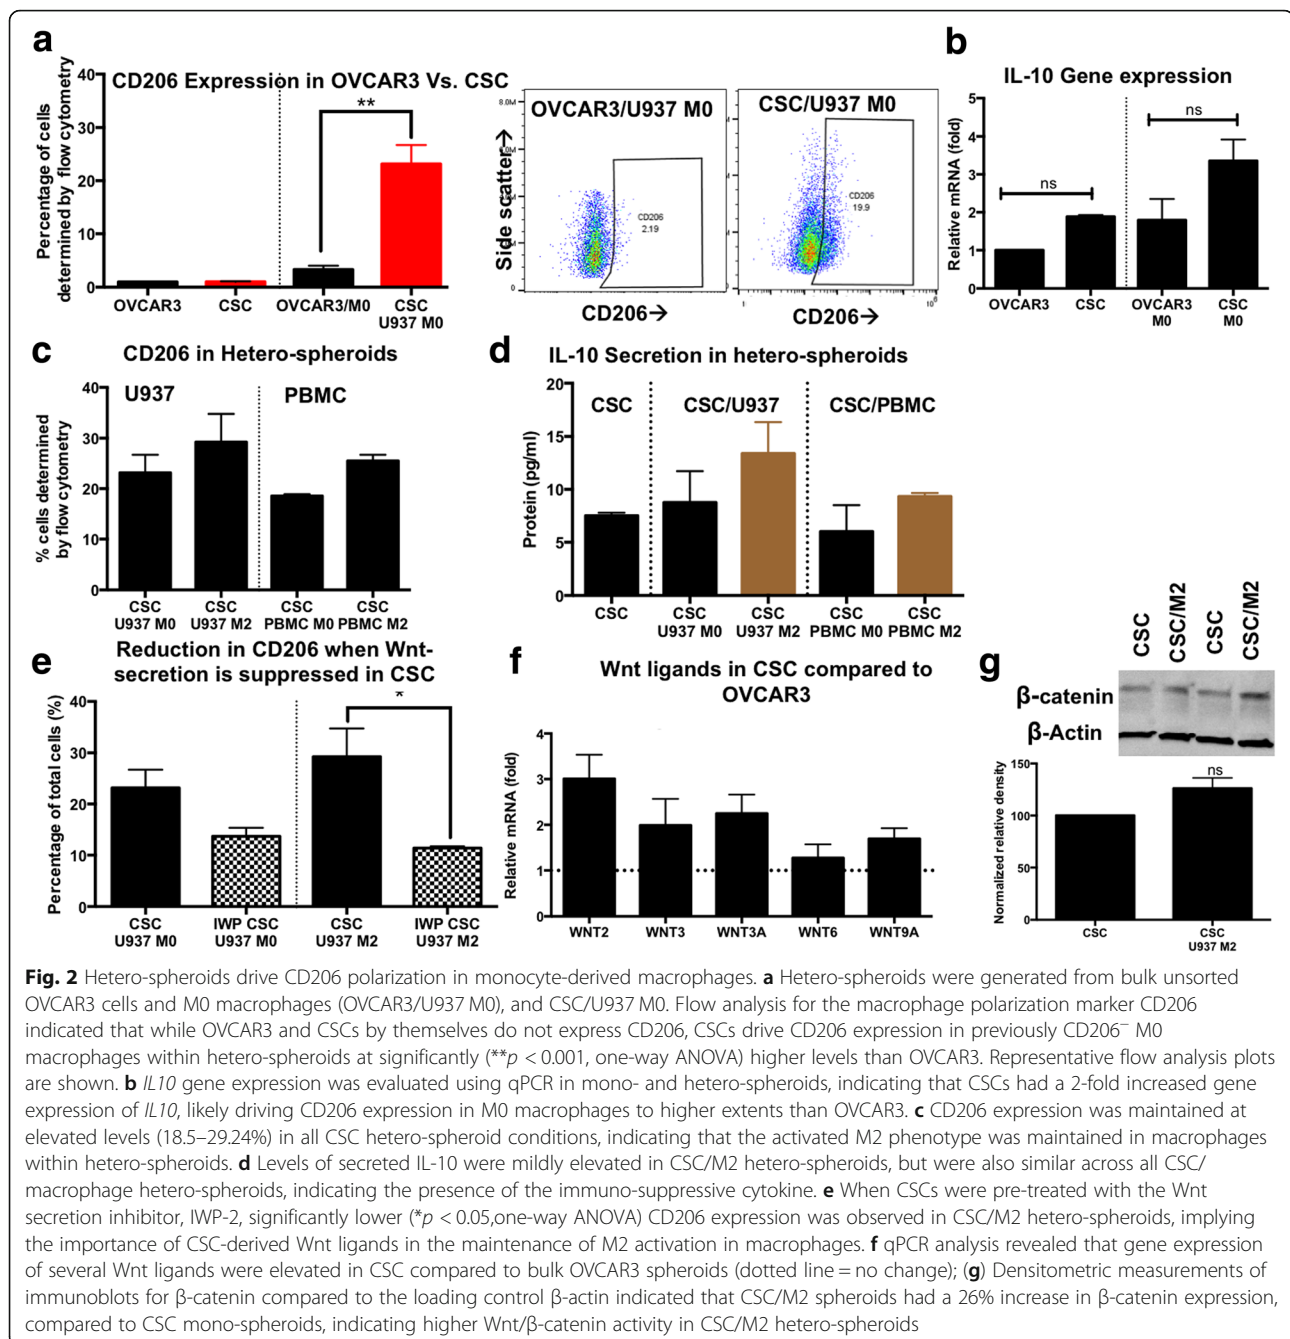 a
CD206 Expression in OVCAR3 Vs. CSC
Percentage of cells
determined by flow cytometry
40
30
20
10
0
**
OVCAR3
CSC
OVCAR3/M0
CSC
U937 M0
OVCAR3/U937 M0
CSC/U937 M0
Side scatter→
8.0M
0
CD206
2.19
CD206
19.9
CD206→
CD206→
b
IL-10 Gene expression
Relative mRNA (fold)
5
4
3
2
1
0
ns
ns
OVCAR3
CSC
OVCAR3
M0
CSC
M0
c
CD206 in Hetero-spheroids
% cells determined
by flow cytometry
40
30
20
10
0
U937
PBMC
CSC
U937 M0
CSC
U937 M2
CSC
PBMC M0
CSC
PBMC M2
d
IL-10 Secretion in hetero-spheroids
Protein (pg/ml)
20
15
10
5
0
CSC
CSC/U937
CSC/PBMC
CSC
CSC
U937 M0
CSC
U937 M2
CSC
PBMC M0
CSC
PBMC M2
e
Reduction in CD206 when Wnt-
secretion is suppressed in CSC
Percentage of total cells (%)
40
30
20
10
0
*
CSC
U937 M0
IWP CSC
U937 M0
CSC
U937 M2
IWP CSC
U937 M2
f
Wnt ligands in CSC compared to
OVCAR3
Relative mRNA (fold)
4
3
2
1
0
WNT2
WNT3
WNT3A
WNT6
WNT9A
g
CSC
CSC/M2
CSC
CSC/M2
β-catenin
β-Actin
Normalized relative density
150
100
50
0
ns
CSC
CSC
U937 M2
Fig. 2 Hetero-spheroids drive CD206 polarization in monocyte-derived macrophages. a Hetero-spheroids were generated from bulk unsorted
OVCAR3 cells and M0 macrophages (OVCAR3/U937 M0), and CSC/U937 M0. Flow analysis for the macrophage polarization marker CD206
indicated that while OVCAR3 and CSCs by themselves do not express CD206, CSCs drive CD206 expression in previously CD206⁻ M0
macrophages within hetero-spheroids at significantly (**p < 0.001, one-way ANOVA) higher levels than OVCAR3. Representative flow analysis plots
are shown. b IL10 gene expression was evaluated using qPCR in mono- and hetero-spheroids, indicating that CSCs had a 2-fold increased gene
expression of IL10, likely driving CD206 expression in M0 macrophages to higher extents than OVCAR3. c CD206 expression was maintained at
elevated levels (18.5–29.24%) in all CSC hetero-spheroid conditions, indicating that the activated M2 phenotype was maintained in macrophages
within hetero-spheroids. d Levels of secreted IL-10 were mildly elevated in CSC/M2 hetero-spheroids, but were also similar across all CSC/
macrophage hetero-spheroids, indicating the presence of the immuno-suppressive cytokine. e When CSCs were pre-treated with the Wnt
secretion inhibitor, IWP-2, significantly lower (*p < 0.05,one-way ANOVA) CD206 expression was observed in CSC/M2 hetero-spheroids, implying
the importance of CSC-derived Wnt ligands in the maintenance of M2 activation in macrophages. f qPCR analysis revealed that gene expression
of several Wnt ligands were elevated in CSC compared to bulk OVCAR3 spheroids (dotted line = no change); (g) Densitometric measurements of
immunoblots for β-catenin compared to the loading control β-actin indicated that CSC/M2 spheroids had a 26% increase in β-catenin expression,
compared to CSC mono-spheroids, indicating higher Wnt/β-catenin activity in CSC/M2 hetero-spheroids